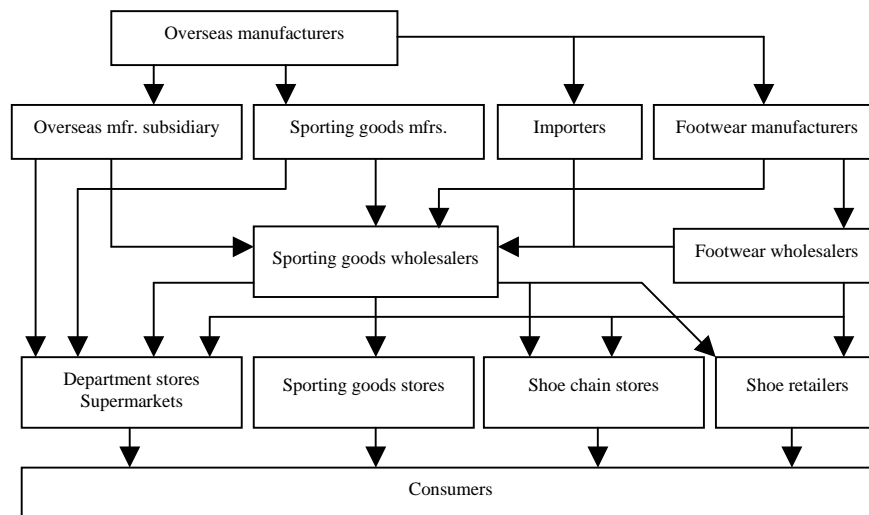 Overseas manufacturers
Overseas mfr. subsidiary
Sporting goods mfrs.
Importers
Footwear manufacturers
Sporting goods wholesalers
Footwear wholesalers
Department stores
Supermarkets
Sporting goods stores
Shoe chain stores
Shoe retailers
Consumers